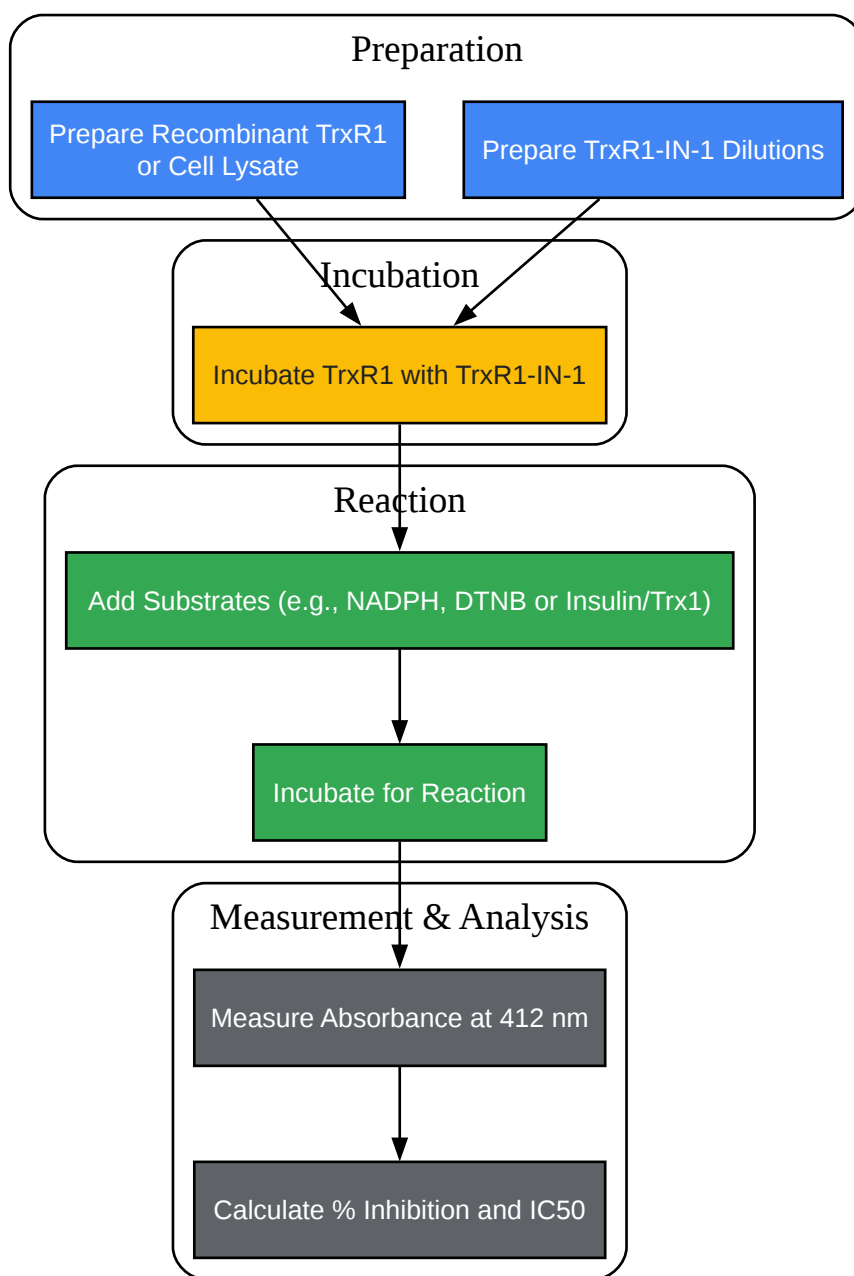 Preparation
Prepare Recombinant TrxR1
or Cell Lysate
Prepare TrxR1-IN-1 Dilutions
Incubation
Incubate TrxR1 with TrxR1-IN-1
Reaction
Add Substrates (e.g., NADPH, DTNB or Insulin/Trx1)
Incubate for Reaction
Measurement & Analysis
Measure Absorbance at 412 nm
Calculate % Inhibition and IC50